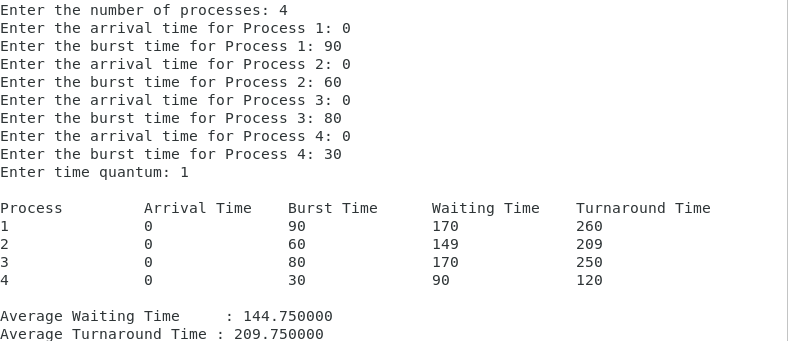 Enter the number of processes: 4
Enter the arrival time for Process 1: 0
Enter the burst time for Process 1: 90
Enter the arrival time for Process 2: 0
Enter the burst time for Process 2: 60
Enter the arrival time for Process 3: 0
Enter the burst time for Process 3: 80
Enter the arrival time for Process 4: 0
Enter the burst time for Process 4: 30
Enter time quantum: 1
Process Arrival Time Burst Time Waiting Time Turnaround Time
1 0 90 170 260
2 0 60 149 209
3 0 80 170 250
4 0 30 90 120
Average Waiting Time : 144.750000
Average Turnaround Time : 209.750000